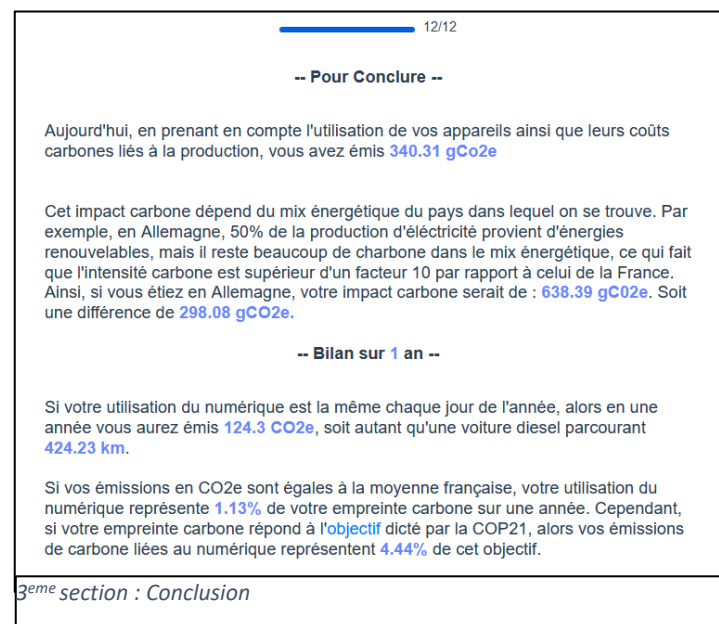 12/12
-- Pour Conclure --
Aujourd'hui, en prenant en compte l'utilisation de vos appareils ainsi que leurs coûts
carbones liés à la production, vous avez émis 340.31 gCo2e
Cet impact carbone dépend du mix énergétique du pays dans lequel on se trouve. Par
exemple, en Allemagne, 50% de la production d'éléctricité provient d'énergies
renouvelables, mais il reste beaucoup de charbone dans le mix énergétique, ce qui fait
que l'intensité carbone est supérieur d'un facteur 10 par rapport à celui de la France.
Ainsi, si vous étiez en Allemagne, votre impact carbone serait de : 638.39 gC02e. Soit
une différence de 298.08 gCO2e.
-- Bilan sur 1 an --
Si votre utilisation du numérique est la même chaque jour de l'année, alors en une
année vous aurez émis 124.3 CO2e, soit autant qu'une voiture diesel parcourant
424.23 km.
Si vos émissions en CO2e sont égales à la moyenne française, votre utilisation du
numérique représente 1.13% de votre empreinte carbone sur une année. Cependant,
si votre empreinte carbone répond à l'objectif dicté par la COP21, alors vos émissions
de carbone liées au numérique représentent 4.44% de cet objectif.
3eme section : Conclusion